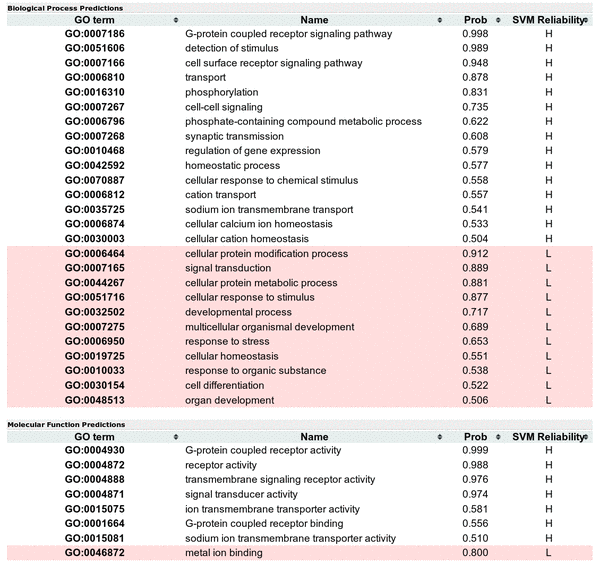 Biological Process Predictions
GO term Name Prob SVM Reliability
GO:0007186 G-protein coupled receptor signaling pathway 0.998 H
GO:0051606 detection of stimulus 0.989 H
GO:0007166 cell surface receptor signaling pathway 0.948 H
GO:0006810 transport 0.878 H
GO:0016310 phosphorylation 0.831 H
GO:0007267 cell-cell signaling 0.735 H
GO:0006796 phosphate-containing compound metabolic process 0.622 H
GO:0007268 synaptic transmission 0.608 H
GO:0010468 regulation of gene expression 0.579 H
GO:0042592 homeostatic process 0.577 H
GO:0070887 cellular response to chemical stimulus 0.558 H
GO:0006812 cation transport 0.557 H
GO:0035725 sodium ion transmembrane transport 0.541 H
GO:0006874 cellular calcium ion homeostasis 0.533 H
GO:0030003 cellular cation homeostasis 0.504 H
GO:0006464 cellular protein modification process 0.912 L
GO:0007165 signal transduction 0.889 L
GO:0044267 cellular protein metabolic process 0.881 L
GO:0051716 cellular response to stimulus 0.877 L
GO:0032502 developmental process 0.717 L
GO:0007275 multicellular organismal development 0.689 L
GO:0006950 response to stress 0.653 L
GO:0019725 cellular homeostasis 0.551 L
GO:0010033 response to organic substance 0.538 L
GO:0030154 cell differentiation 0.522 L
GO:0048513 organ development 0.506 L
Molecular Function Predictions
GO term Name Prob SVM Reliability
GO:0004930 G-protein coupled receptor activity 0.999 H
GO:0004872 receptor activity 0.988 H
GO:0004888 transmembrane signaling receptor activity 0.976 H
GO:0004871 signal transducer activity 0.974 H
GO:0015075 ion transmembrane transporter activity 0.581 H
GO:0001664 G-protein coupled receptor binding 0.556 H
GO:0015081 sodium ion transmembrane transporter activity 0.510 H
GO:0046872 metal ion binding 0.800 L